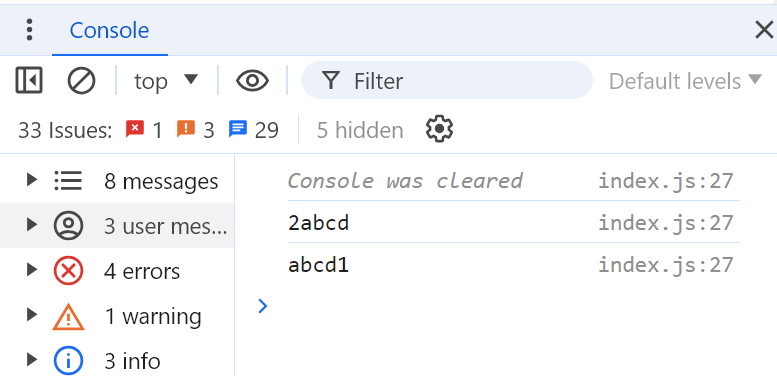 Console
top Filter Default levels
33 Issues: 1 3 29 5 hidden
8 messages
3 user mes...
4 errors
1 warning
3 info
Console was cleared index.js:27
2abcd index.js:27
abcd1 index.js:27